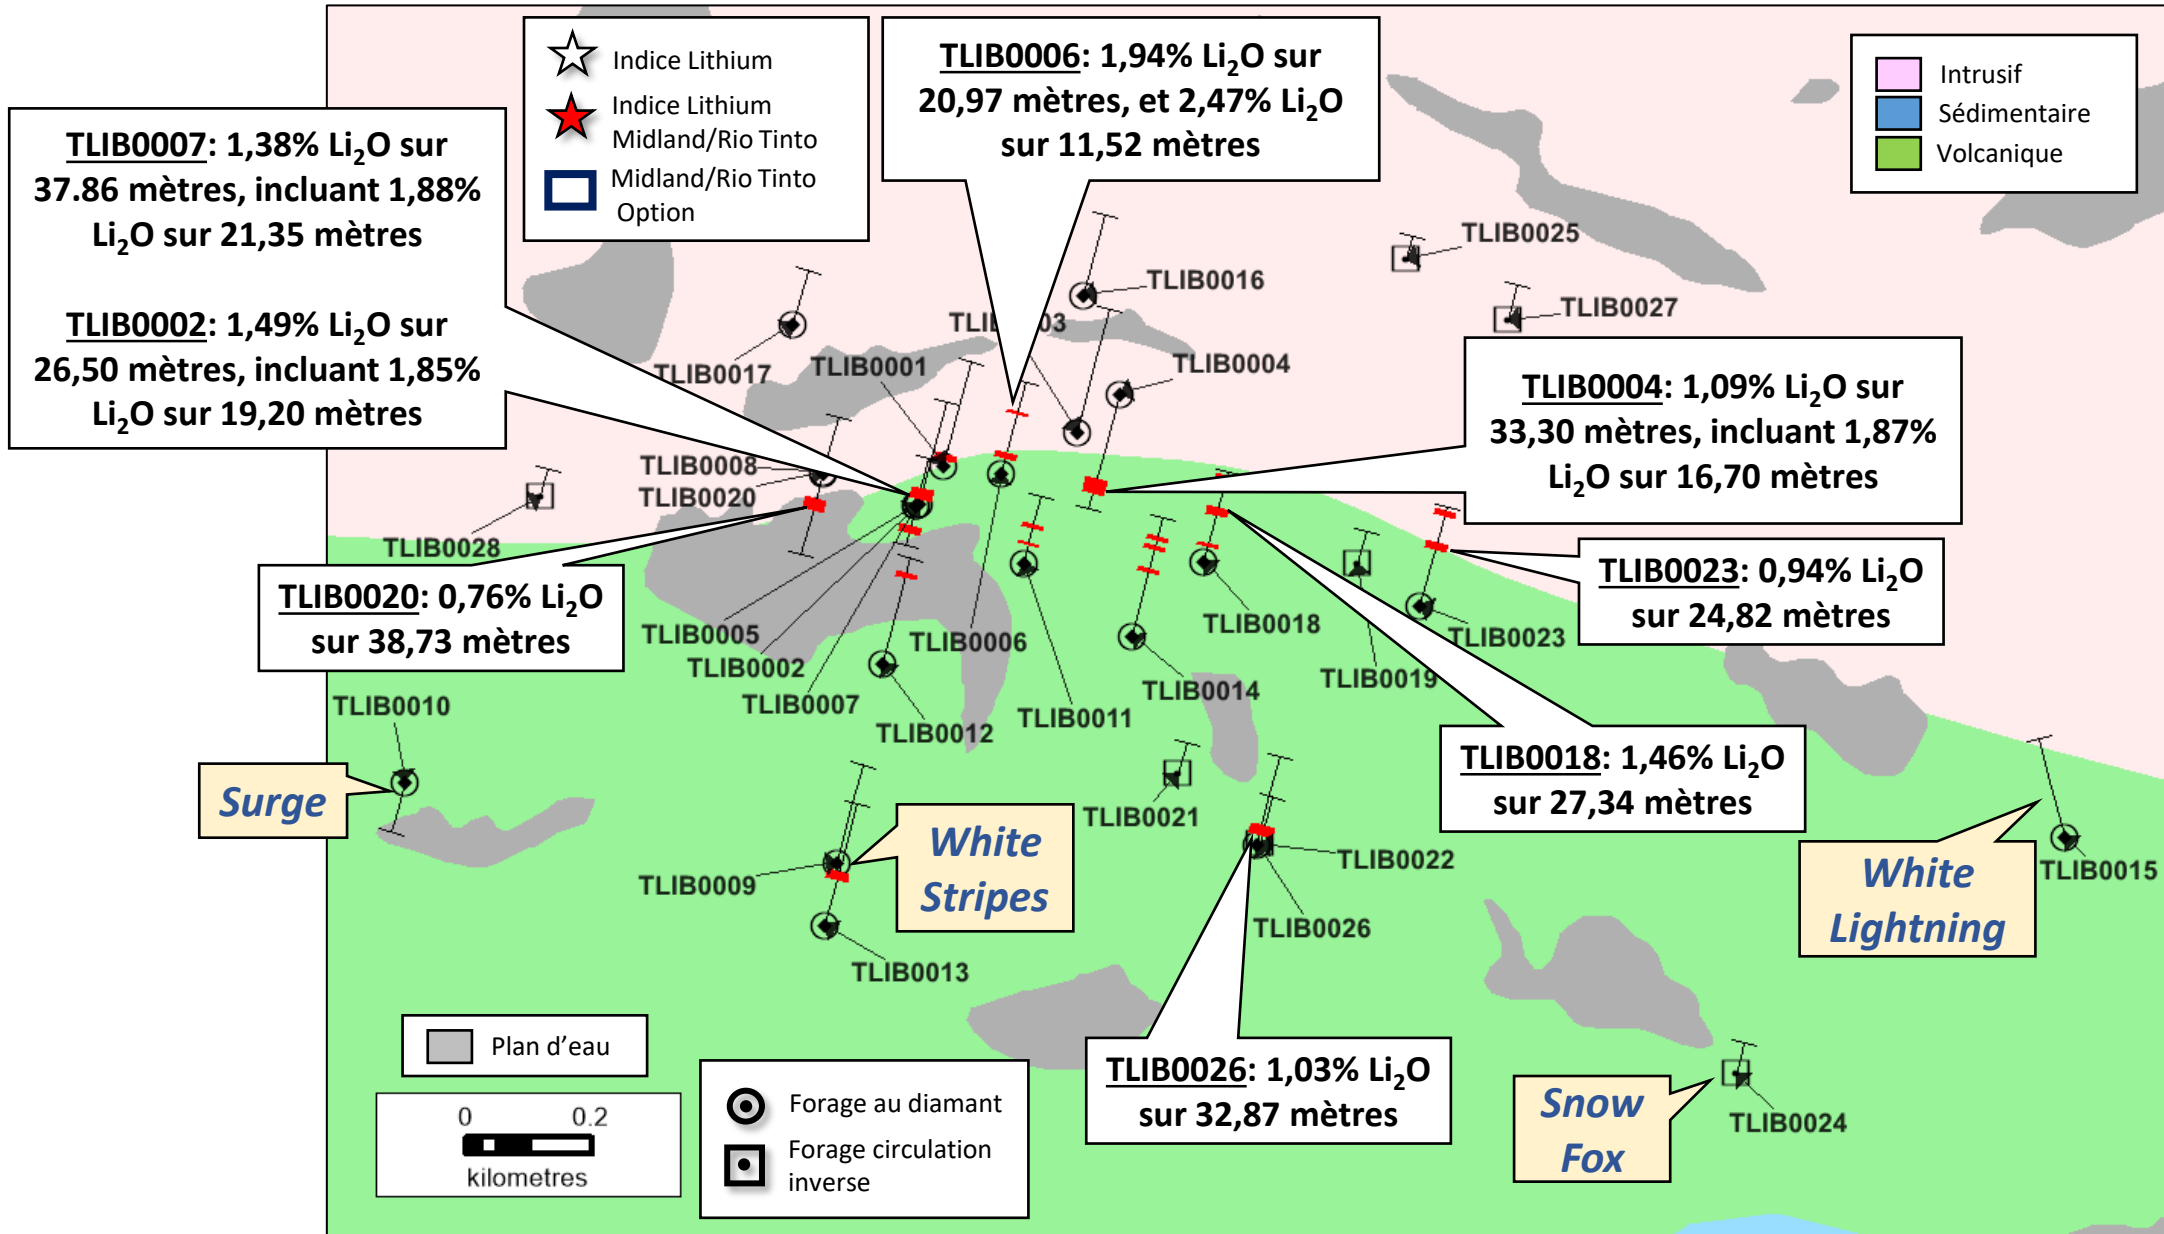 Indice Lithium
Indice Lithium
Midland/Rio Tinto
Midland/Rio Tinto
Option
TLIB0006: 1,94% Li₂O sur
20,97 mètres, et 2,47% Li₂O
sur 11,52 mètres
Intrusif
Sédimentaire
Volcanique
TLIB0007: 1,38% Li₂O sur
37.86 mètres, incluant 1,88%
Li₂O sur 21,35 mètres
TLIB0002: 1,49% Li₂O sur
26,50 mètres, incluant 1,85%
Li₂O sur 19,20 mètres
TLIB0025
TLIB0016
TLIB0027
TLIB0017
TLIB0001
TLIB0004
TLIB0004: 1,09% Li₂O sur
33,30 mètres, incluant 1,87%
Li₂O sur 16,70 mètres
TLIB0008
TLIB0020
TLIB0028
TLIB0020: 0,76% Li₂O
sur 38,73 mètres
TLIB0023: 0,94% Li₂O
sur 24,82 mètres
TLIB0005
TLIB0002
TLIB0007
TLIB0006
TLIB0012
TLIB0011
TLIB0014
TLIB0018
TLIB0019
TLIB0023
TLIB0010
Surge
TLIB0018: 1,46% Li₂O
sur 27,34 mètres
TLIB0021
White
Stripes
TLIB0009
TLIB0013
TLIB0022
TLIB0026
White
Lightning
TLIB0015
Plan d’eau
0 0.2
kilometres
Forage au diamant
Forage circulation
inverse
TLIB0026: 1,03% Li₂O
sur 32,87 mètres
Snow
Fox
TLIB0024